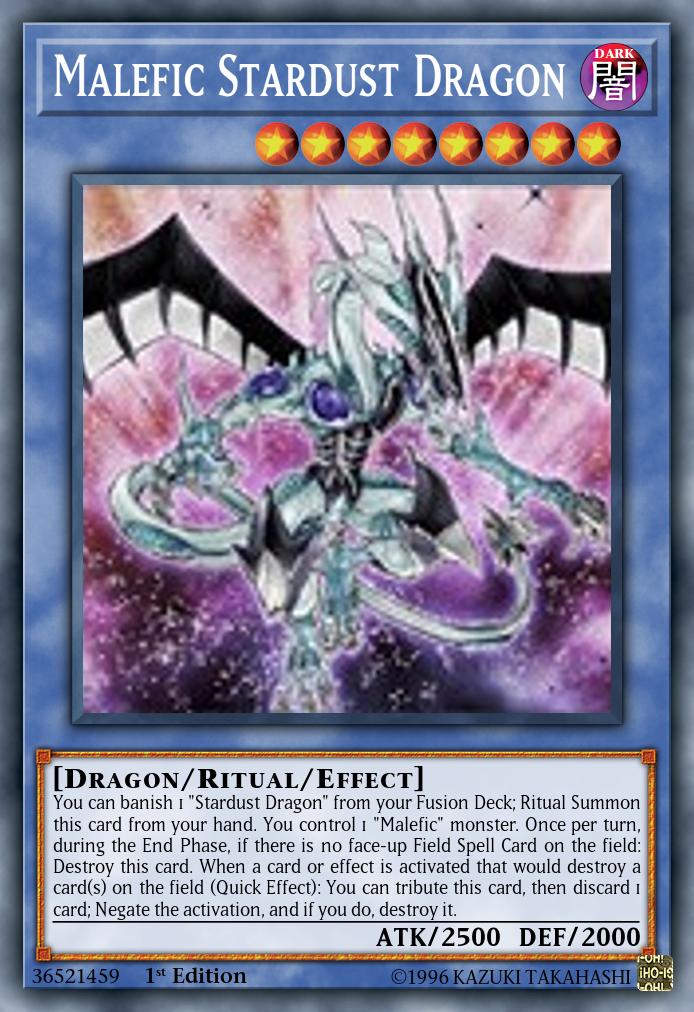 MALEFIC STARDUST DRAGON
DARK
闇
[DRAGON/RITUAL/EFFECT]
You can banish 1 "Stardust Dragon" from your Fusion Deck; Ritual Summon
this card from your hand. You control 1 "Malefic" monster. Once per turn,
during the End Phase, if there is no face-up Field Spell Card on the field:
Destroy this card. When a card or effect is activated that would destroy a
card(s) on the field (Quick Effect): You can tribute this card, then discard 1
card; Negate the activation, and if you do, destroy it.
ATK/2500 DEF/2000
36521459 1st Edition ©1996 KAZUKI TAKAHASHI